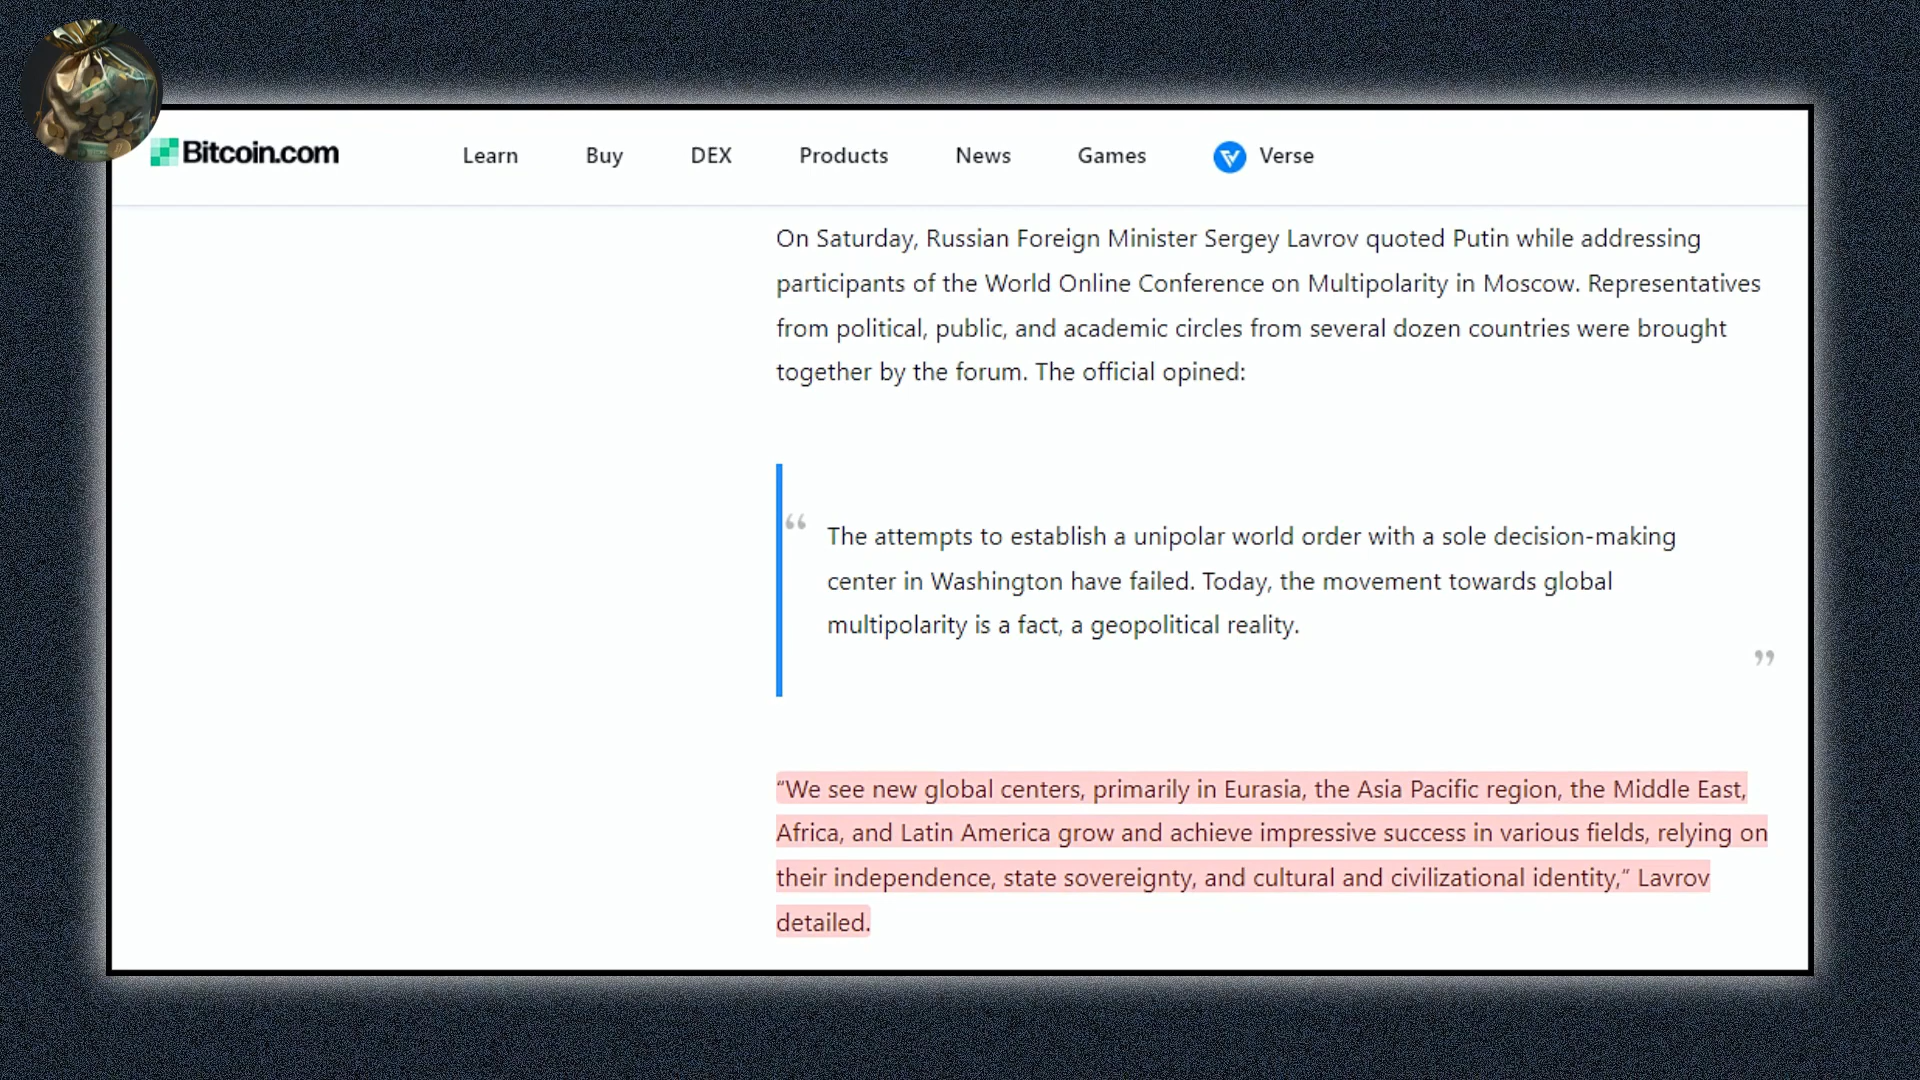 Bitcoin.com
Learn Buy DEX Products News Games Verse
On Saturday, Russian Foreign Minister Sergey Lavrov quoted Putin while addressing
participants of the World Online Conference on Multipolarity in Moscow. Representatives
from political, public, and academic circles from several dozen countries were brought
together by the forum. The official opined:
“
The attempts to establish a unipolar world order with a sole decision-making
center in Washington have failed. Today, the movement towards global
multipolarity is a fact, a geopolitical reality.
”
“We see new global centers, primarily in Eurasia, the Asia Pacific region, the Middle East,
Africa, and Latin America grow and achieve impressive success in various fields, relying on
their independence, state sovereignty, and cultural and civilizational identity,” Lavrov
detailed.